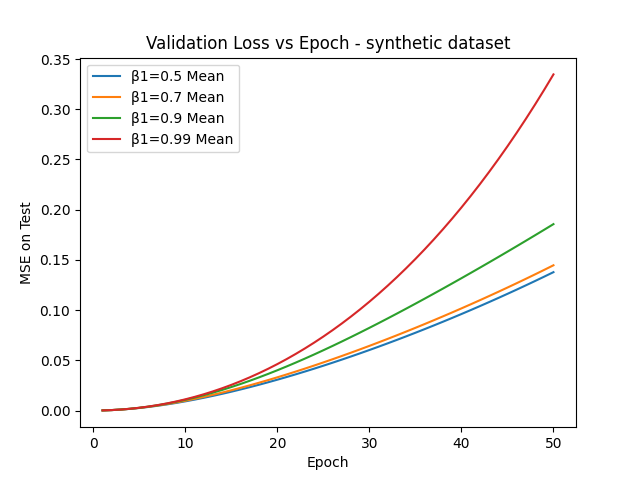 Validation Loss vs Epoch - synthetic dataset
β1=0.5 Mean
β1=0.7 Mean
β1=0.9 Mean
β1=0.99 Mean
MSE on Test
0.35
0.30
0.25
0.20
0.15
0.10
0.05
0.00
0 10 20 30 40 50
Epoch